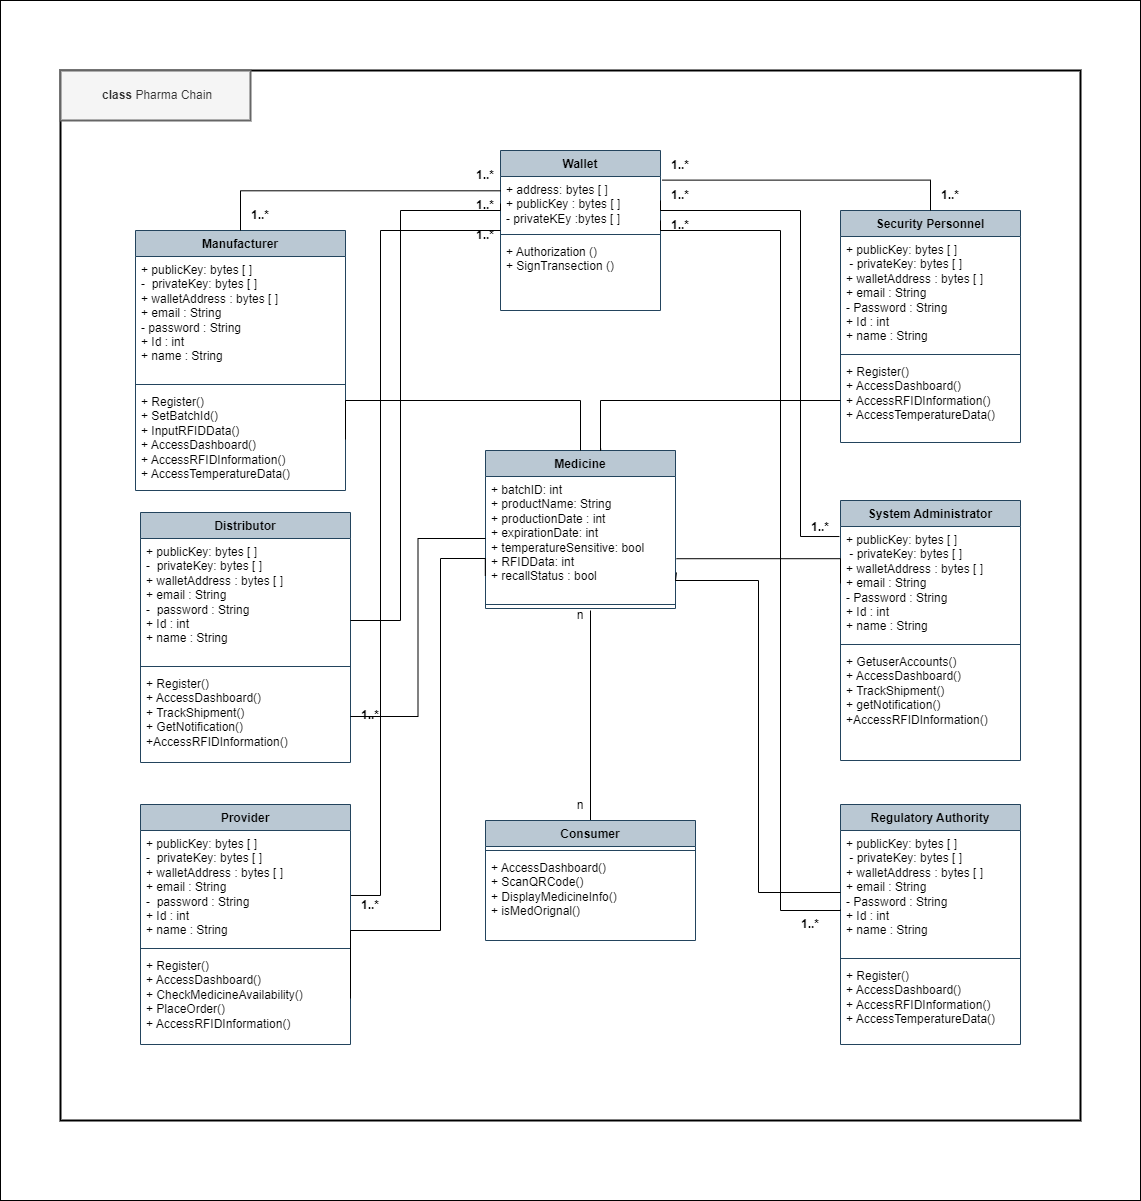 class Pharma Chain
Wallet
+ address: bytes [ ]
+ publicKey : bytes [ ]
- privateKEy :bytes [ ]
+ Authorization ()
+ SignTransection ()
1..*
1..*
1..*
1..*
1..*
1..*
1..*
1..*
Manufacturer
+ publicKey: bytes [ ]
- privateKey: bytes [ ]
+ walletAddress : bytes [ ]
+ email : String
- password : String
+ Id : int
+ name : String
+ Register()
+ SetBatchId()
+ InputRFIDData()
+ AccessDashboard()
+ AccessRFIDInformation()
+ AccessTemperatureData()
Security Personnel
+ publicKey: bytes [ ]
- privateKey: bytes [ ]
+ walletAddress : bytes [ ]
+ email : String
- Password : String
+ Id : int
+ name : String
+ Register()
+ AccessDashboard()
+ AccessRFIDInformation()
+ AccessTemperatureData()
Medicine
+ batchID: int
+ productName: String
+ productionDate : int
+ expirationDate: int
+ temperatureSensitive: bool
+ RFIDData: int
+ recallStatus : bool
n
n
Distributor
+ publicKey: bytes [ ]
- privateKey: bytes [ ]
+ walletAddress : bytes [ ]
+ email : String
- password : String
+ Id : int
+ name : String
+ Register()
+ AccessDashboard()
+ TrackShipment()
+ GetNotification()
+AccessRFIDInformation()
1..*
1..*
System Administrator
+ publicKey: bytes [ ]
- privateKey: bytes [ ]
+ walletAddress : bytes [ ]
+ email : String
- Password : String
+ Id : int
+ name : String
+ GetuserAccounts()
+ AccessDashboard()
+ TrackShipment()
+ getNotification()
+AccessRFIDInformation()
Provider
+ publicKey: bytes [ ]
- privateKey: bytes [ ]
+ walletAddress : bytes [ ]
+ email : String
- password : String
+ Id : int
+ name : String
+ Register()
+ AccessDashboard()
+ CheckMedicineAvailability()
+ PlaceOrder()
+ AccessRFIDInformation()
1..*
Consumer
+ AccessDashboard()
+ ScanQRCode()
+ DisplayMedicineInfo()
+ isMedOrignal()
1..*
Regulatory Authority
+ publicKey: bytes [ ]
- privateKey: bytes [ ]
+ walletAddress : bytes [ ]
+ email : String
- Password : String
+ Id : int
+ name : String
+ Register()
+ AccessDashboard()
+ AccessRFIDInformation()
+ AccessTemperatureData()